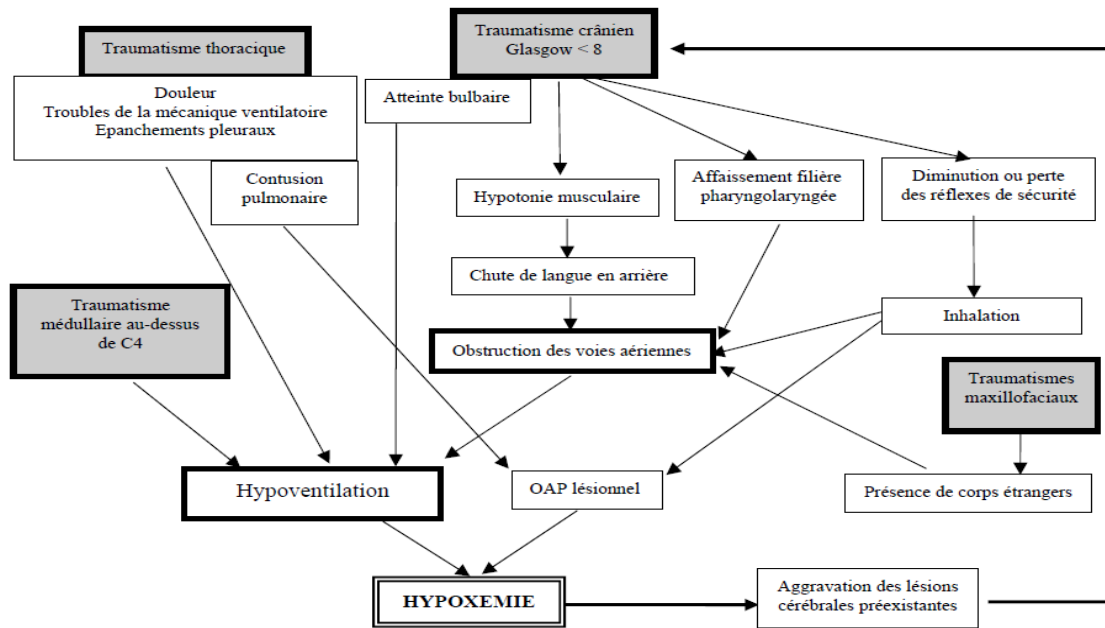 Traumatisme thoracique
Traumatisme crânien
Glasgow < 8
Douleur
Troubles de la mécanique ventilatoire
Epanchements pleuraux
Atteinte bulbaire
Contusion
pulmonaire
Hypotonie musculaire
Affaissement filière
pharyngolaryngée
Diminution ou perte
des réflexes de sécurité
Chute de langue en arrière
Traumatisme
médullaire au-dessus
de C4
Inhalation
Obstruction des voies aériennes
Traumatismes
maxillofaciaux
Hypoventilation
OAP lésionnel
Présence de corps étrangers
HYPOXEMIE
Aggravation des lésions
cérébrales préexistantes